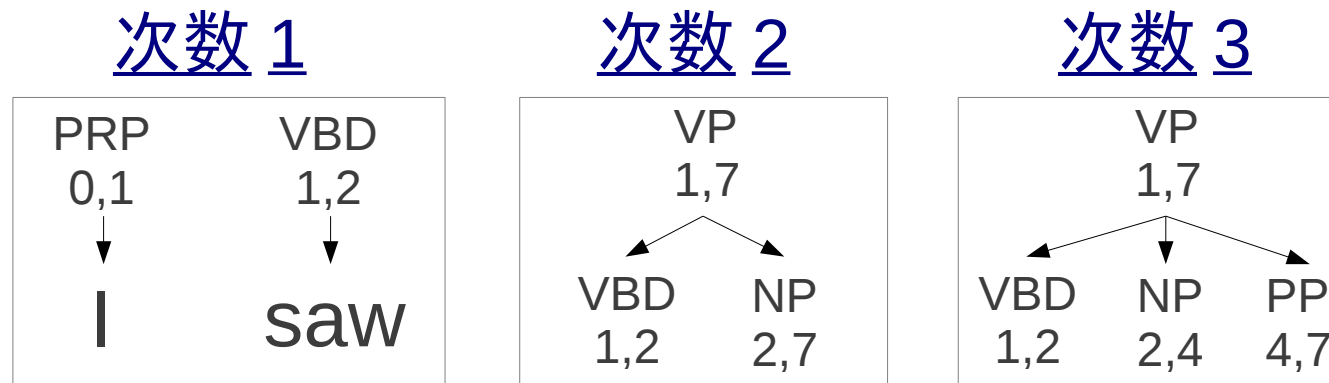 次数 1
PRP VBD
0,1 1,2
I saw
次数 2
VP
1,7
VBD NP
1,2 2,7
次数 3
VP
1,7
VBD NP PP
1,2 2,4 4,7